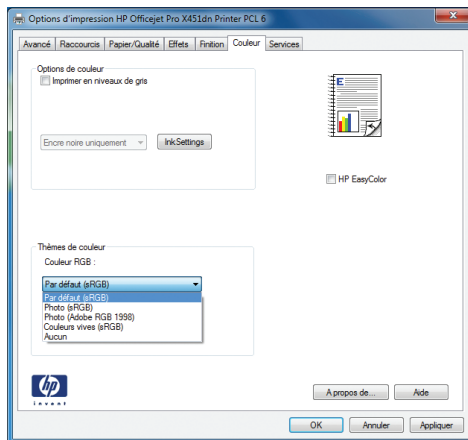 Options d'impression HP Officejet Pro X451dn Printer PCL 6
Avancé Raccourcis Papier/Qualité Effets Finition Couleur Services
Options de couleur
Imprimer en niveaux de gris
Encre noire uniquement InkSettings
E
HP EasyColor
Thèmes de couleur
Couleur RGB :
Par défaut (sRGB)
Par défaut (sRGB)
Photo (sRGB)
Photo (Adobe RGB 1998)
Couleurs vives (sRGB)
Aucun
hp
invent
A propos de... Aide
OK Annuler Appliquer